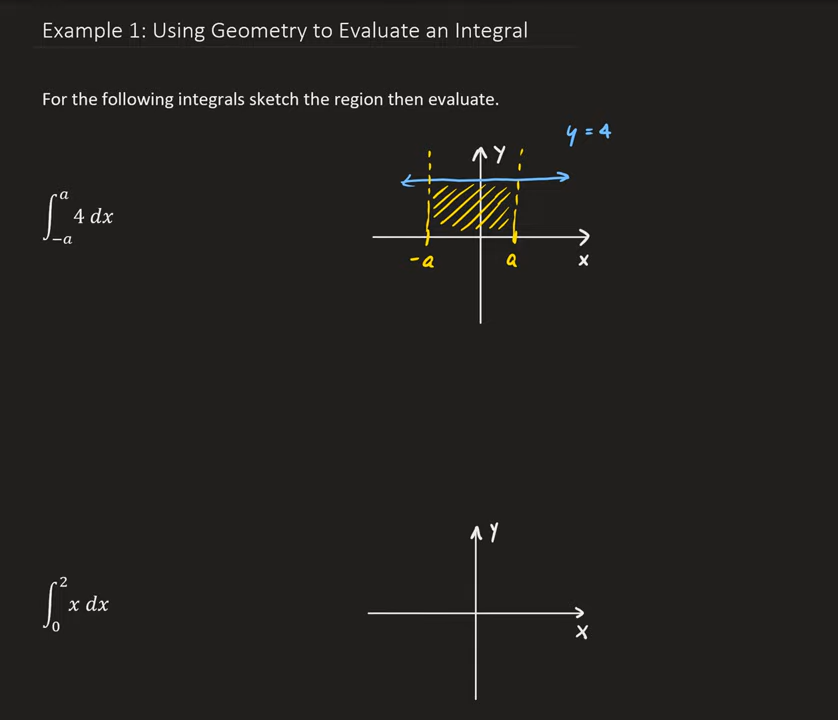 Example 1: Using Geometry to Evaluate an Integral
For the following integrals sketch the region then evaluate.
y = 4
Y
∫_{-a}^{a} 4 dx
-a
a
x
Y
∫_{0}^{2} x dx
x